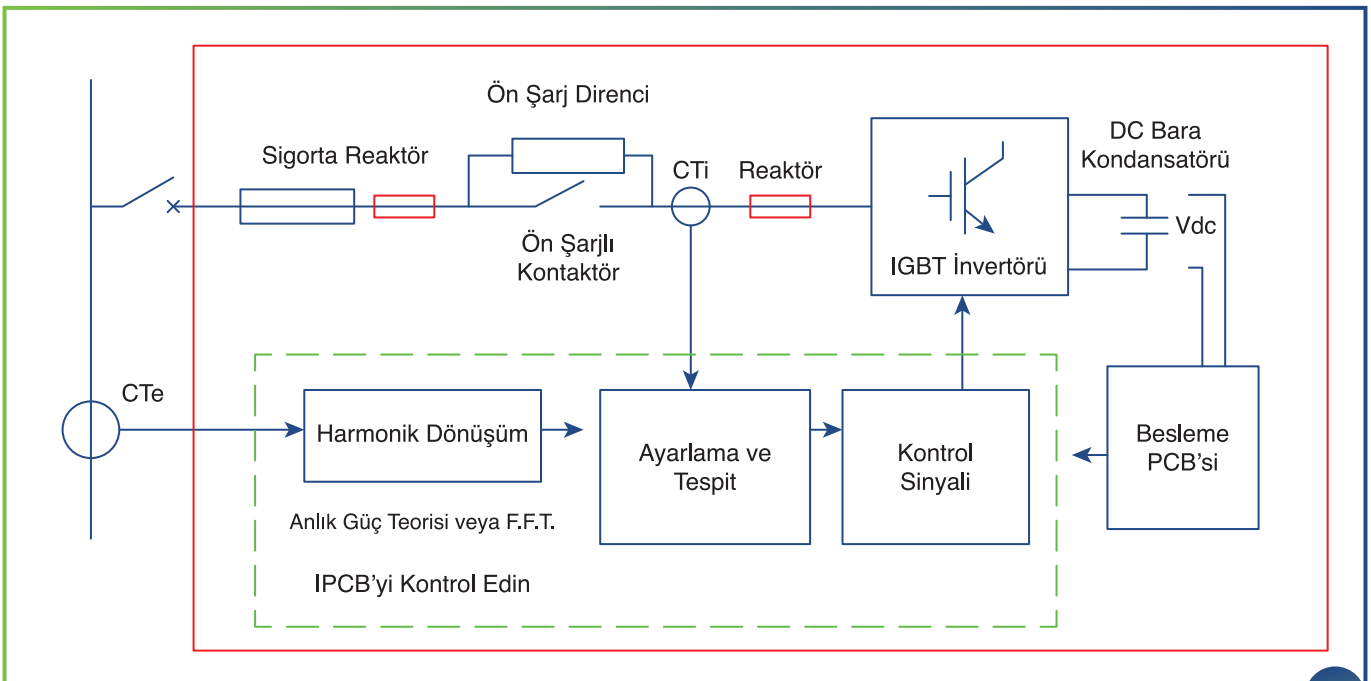 Ön Şarj Direnci
Sigorta Reaktör
CTi
Reaktör
DC Bara
Kondansatörü
Vdc
Ön Şarjlı
Kontaktör
IGBT İnvertörü
CTe
Harmonik Dönüşüm
Ayarlama ve
Tespit
Kontrol
Sinyali
Besleme
PCB'si
Anlık Güç Teorisi veya F.F.T.
IPCB'yi Kontrol Edin